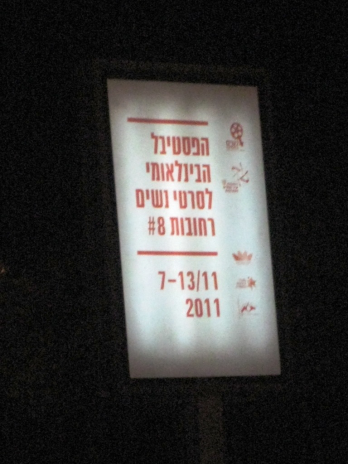 הפסטיבל
הבינלאומי
לסרטי נשים
רחובות 8#
7-13/11
2011